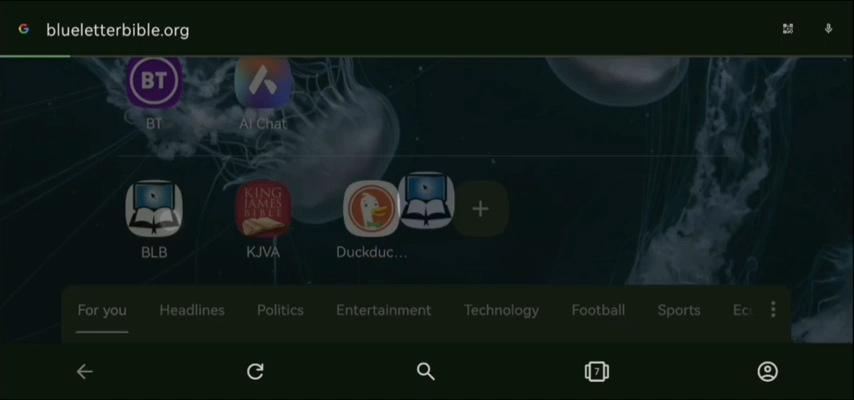 blueletterbible.org
BT
BT
AI Chat
KING
JAMES
BIBLE
BLB
KJVA
Duckduc...
+
For you
Headlines
Politics
Entertainment
Technology
Football
Sports
Ec
7